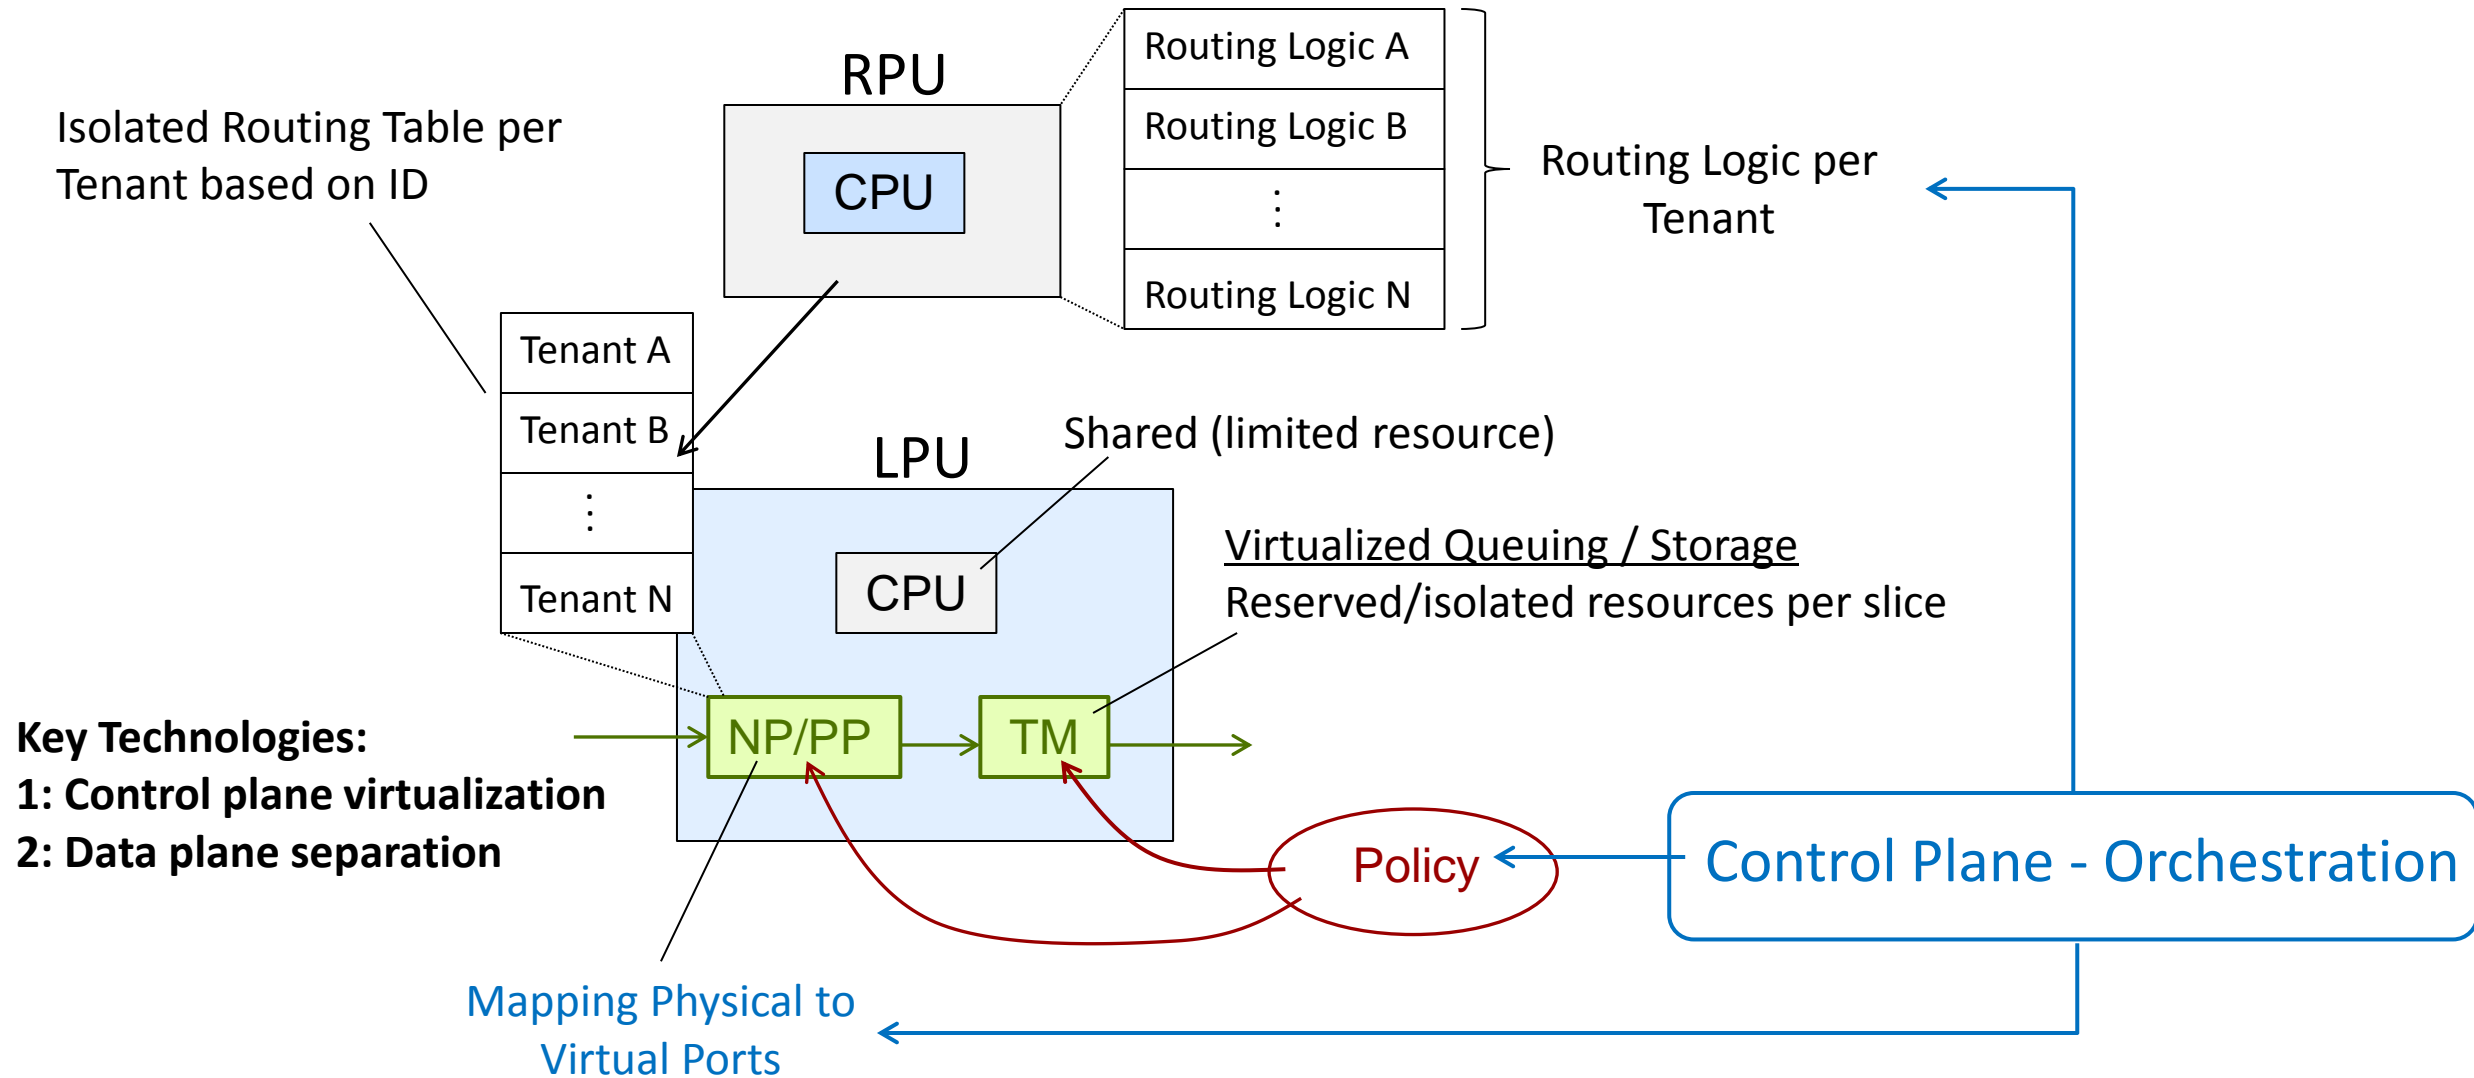 RPU
CPU
Routing Logic A
Routing Logic B
⋮
Routing Logic N
Routing Logic per
Tenant
Isolated Routing Table per
Tenant based on ID
Tenant A
Tenant B
⋮
Tenant N
LPU
Shared (limited resource)
CPU
Virtualized Queuing / Storage
Reserved/isolated resources per slice
NP/PP
TM
Key Technologies:
1: Control plane virtualization
2: Data plane separation
Policy
Control Plane - Orchestration
Mapping Physical to
Virtual Ports